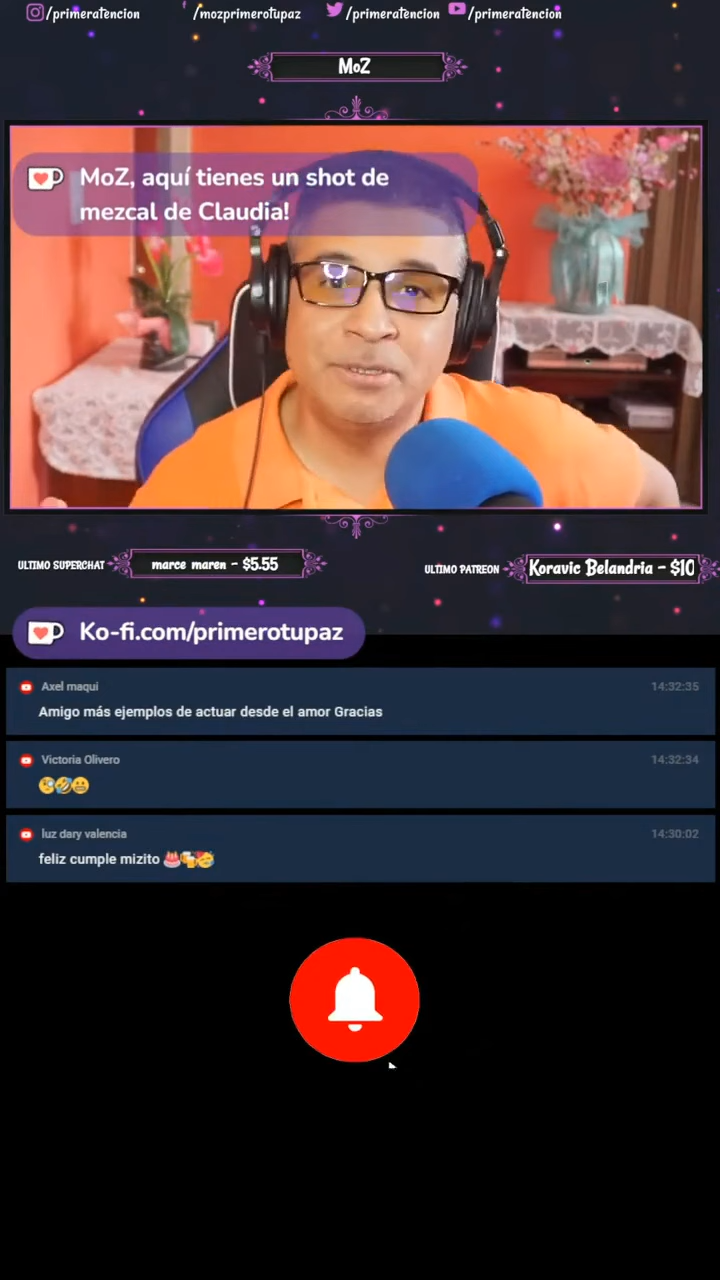 /primeratencion /mozprimerotupaz /primeratencion /primeratencion
MoZ
MoZ, aquí tienes un shot de
mezcal de Claudia!
ULTIMO SUPERCHAT marce maren - $5.55
ULTIMO PATREON Koravic Belandria - $10
Ko-fi.com/primerotupaz
Axel maqui 14:32:35
Amigo más ejemplos de actuar desde el amor Gracias
Victoria Olivero 14:32:34
🧐🤣😬
luz dary valencia 14:30:02
feliz cumple mizito 🎂🍻🥳